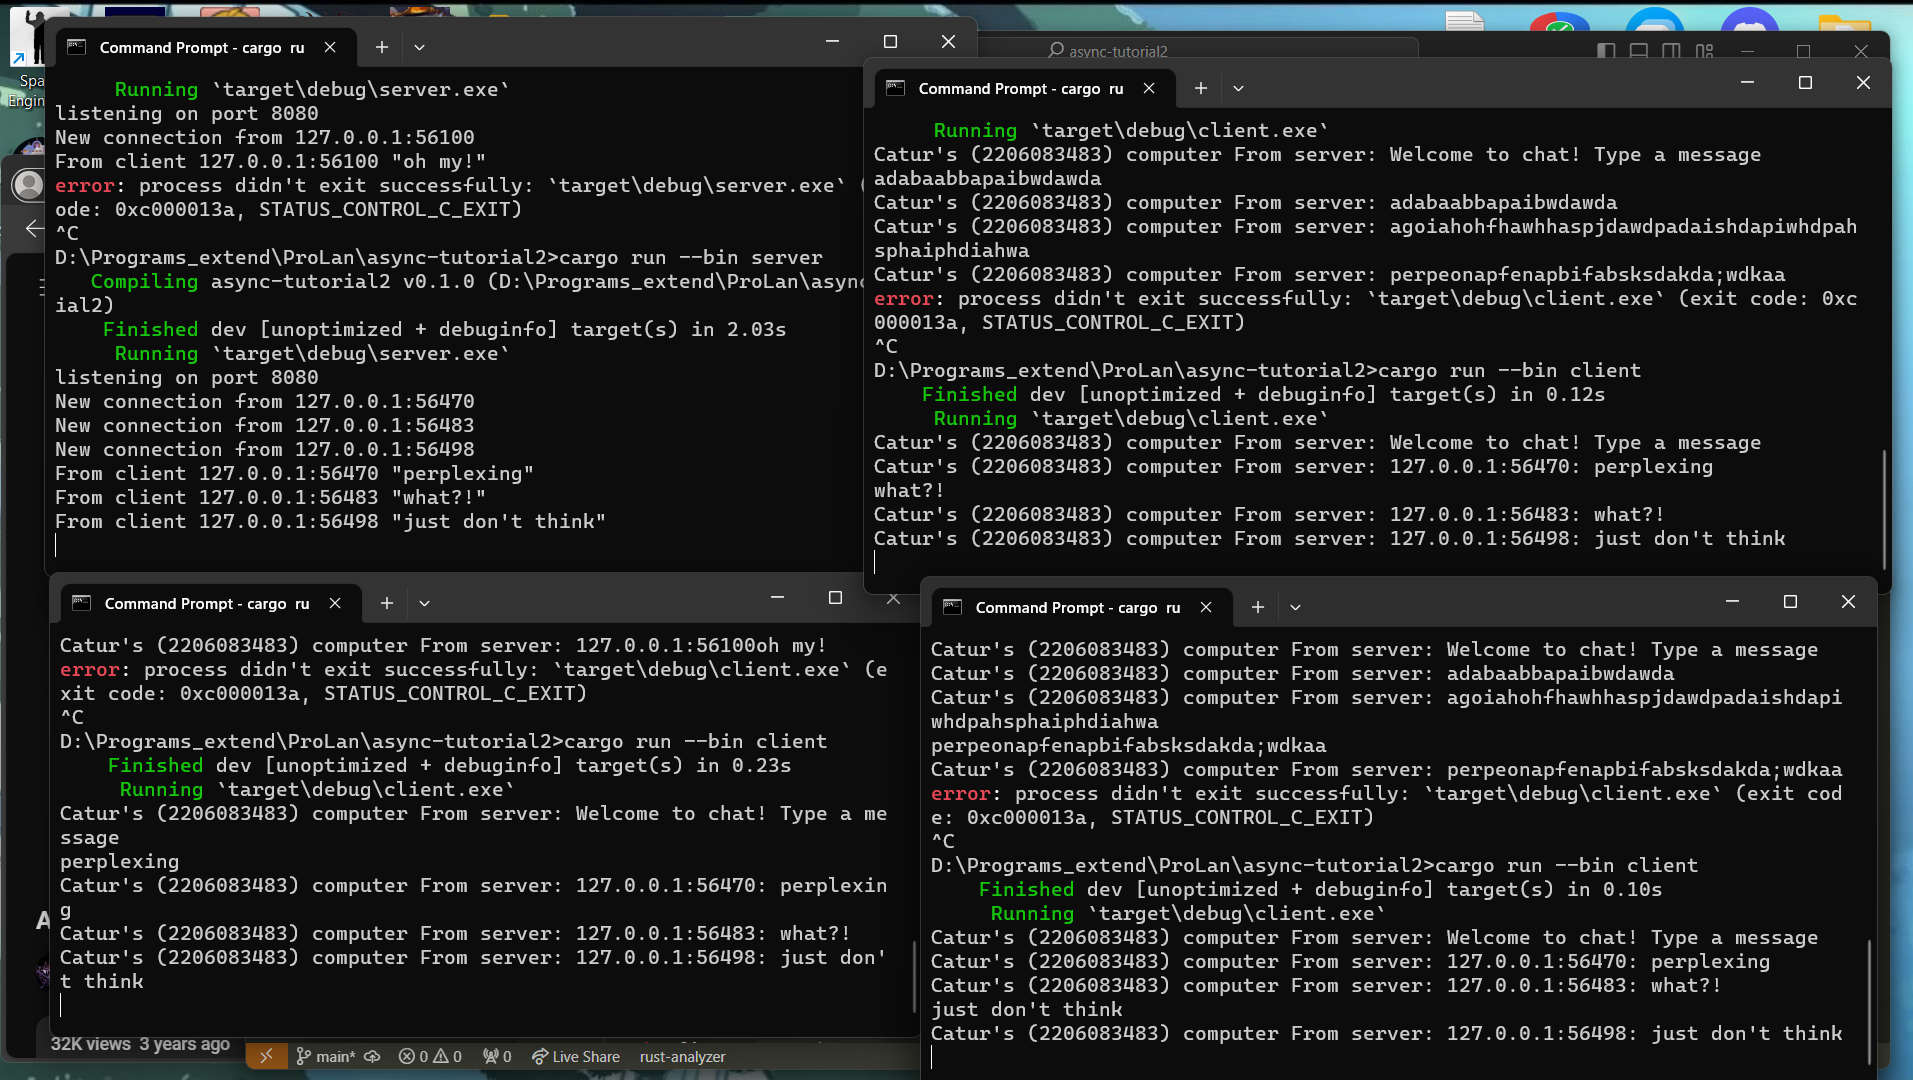 Spa
Engin
Command Prompt - cargo  ru
Running `target\debug\server.exe`
listening on port 8080
New connection from 127.0.0.1:56100
From client 127.0.0.1:56100 "oh my!"
error: process didn't exit successfully: `target\debug\server.exe` (
ode: 0xc000013a, STATUS_CONTROL_C_EXIT)
^C
D:\Programs_extend\ProLan\async-tutorial2>cargo run --bin server
Compiling async-tutorial2 v0.1.0 (D:\Programs_extend\ProLan\async
ial2)
Finished dev [unoptimized + debuginfo] target(s) in 2.03s
Running `target\debug\server.exe`
listening on port 8080
New connection from 127.0.0.1:56470
New connection from 127.0.0.1:56483
New connection from 127.0.0.1:56498
From client 127.0.0.1:56470 "perplexing"
From client 127.0.0.1:56483 "what?!"
From client 127.0.0.1:56498 "just don't think"
async-tutorial2
Command Prompt - cargo  ru
Running `target\debug\client.exe`
Catur's (2206083483) computer From server: Welcome to chat! Type a message
adabaabbapaibwdawda
Catur's (2206083483) computer From server: adabaabbapaibwdawda
Catur's (2206083483) computer From server: agoiahohfhawhhaspjdawdpadaishdapiwhdpah
sphaiphdiahwa
Catur's (2206083483) computer From server: perpeonapfenapbifabsksdakda;wdkaa
error: process didn't exit successfully: `target\debug\client.exe` (exit code: 0xc
000013a, STATUS_CONTROL_C_EXIT)
^C
D:\Programs_extend\ProLan\async-tutorial2>cargo run --bin client
Finished dev [unoptimized + debuginfo] target(s) in 0.12s
Running `target\debug\client.exe`
Catur's (2206083483) computer From server: Welcome to chat! Type a message
Catur's (2206083483) computer From server: 127.0.0.1:56470: perplexing
what?!
Catur's (2206083483) computer From server: 127.0.0.1:56483: what?!
Catur's (2206083483) computer From server: 127.0.0.1:56498: just don't think
Command Prompt - cargo  ru
Catur's (2206083483) computer From server: 127.0.0.1:56100oh my!
error: process didn't exit successfully: `target\debug\client.exe` (e
xit code: 0xc000013a, STATUS_CONTROL_C_EXIT)
^C
D:\Programs_extend\ProLan\async-tutorial2>cargo run --bin client
Finished dev [unoptimized + debuginfo] target(s) in 0.23s
Running `target\debug\client.exe`
Catur's (2206083483) computer From server: Welcome to chat! Type a me
ssage
perplexing
Catur's (2206083483) computer From server: 127.0.0.1:56470: perplexin
g
Catur's (2206083483) computer From server: 127.0.0.1:56483: what?!
Catur's (2206083483) computer From server: 127.0.0.1:56498: just don'
t think
Command Prompt - cargo  ru
Catur's (2206083483) computer From server: Welcome to chat! Type a message
Catur's (2206083483) computer From server: adabaabbapaibwdawda
Catur's (2206083483) computer From server: agoiahohfhawhhaspjdawdpadaishdapi
whdpahsphaiphdiahwa
perpeonapfenapbifabsksdakda;wdkaa
Catur's (2206083483) computer From server: perpeonapfenapbifabsksdakda;wdkaa
error: process didn't exit successfully: `target\debug\client.exe` (exit cod
e: 0xc000013a, STATUS_CONTROL_C_EXIT)
^C
D:\Programs_extend\ProLan\async-tutorial2>cargo run --bin client
Finished dev [unoptimized + debuginfo] target(s) in 0.10s
Running `target\debug\client.exe`
Catur's (2206083483) computer From server: Welcome to chat! Type a message
Catur's (2206083483) computer From server: 127.0.0.1:56470: perplexing
Catur's (2206083483) computer From server: 127.0.0.1:56483: what?!
just don't think
Catur's (2206083483) computer From server: 127.0.0.1:56498: just don't think
A
32K views  3 years ago
main* 0 0 0 Live Share rust-analyzer